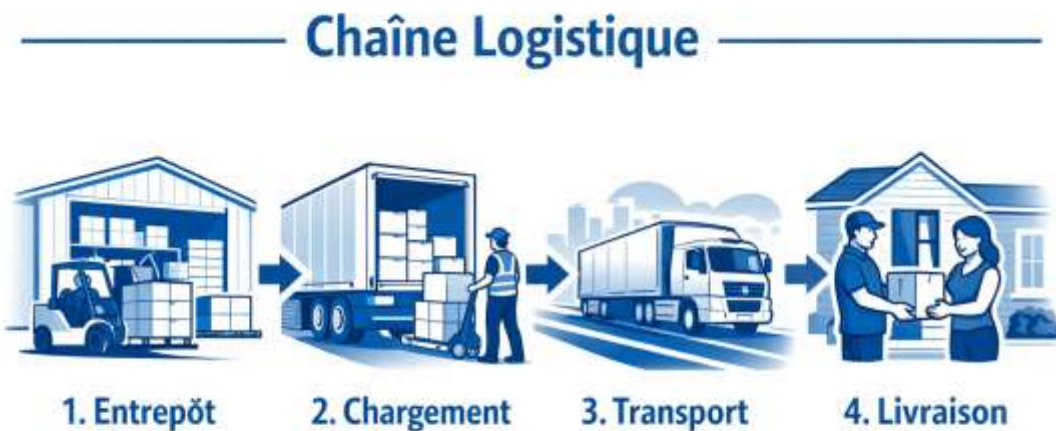 Chaîne Logistique
1. Entrepôt
2. Chargement
3. Transport
4. Livraison